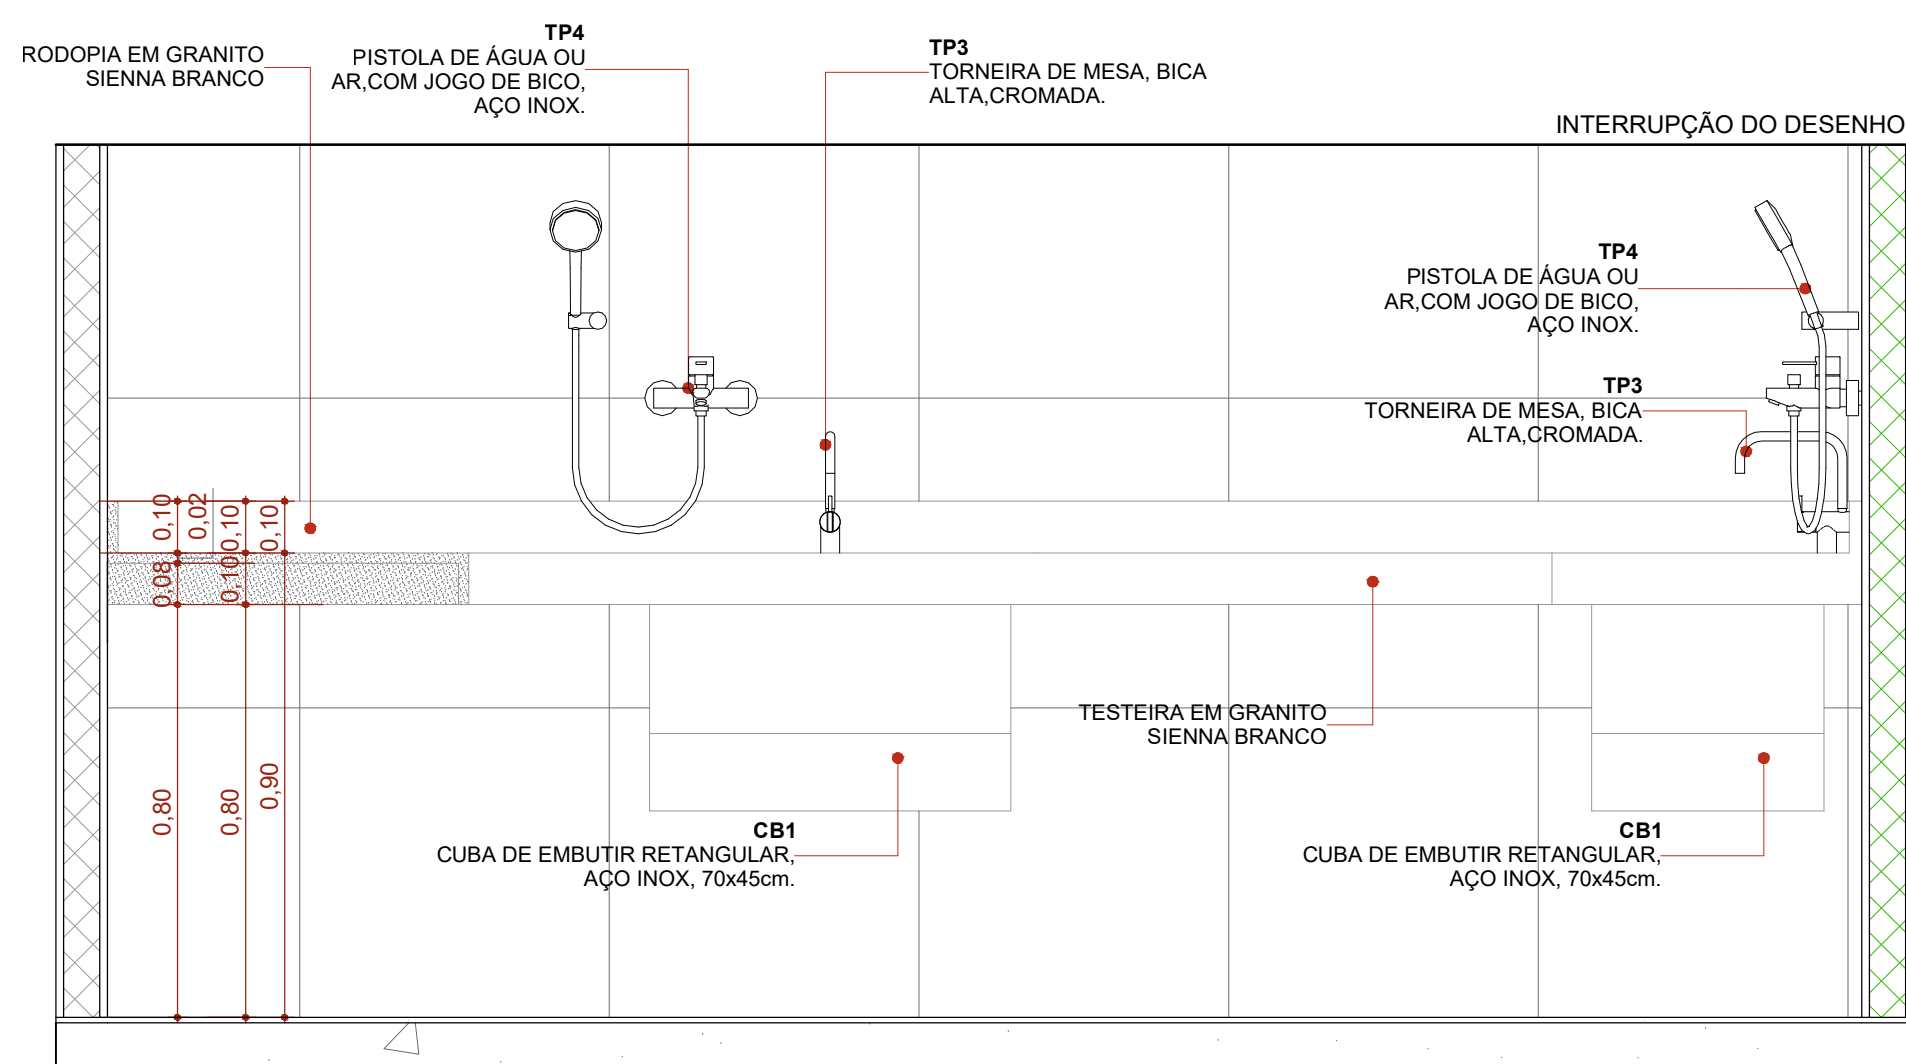 RODOPIA EM GRANITO
SIENNA BRANCO
TP4
PISTOLA DE ÁGUA OU
AR,COM JOGO DE BICO,
AÇO INOX.
TP3
TORNEIRA DE MESA, BICA
ALTA,CROMADA.
INTERRUPÇÃO DO DESENHO
TP4
PISTOLA DE ÁGUA OU
AR,COM JOGO DE BICO,
AÇO INOX.
TP3
TORNEIRA DE MESA, BICA
ALTA,CROMADA.
0,10
0,02
0,10
0,10
0,08
0,10
0,80
0,80
0,90
TESTEIRA EM GRANITO
SIENNA BRANCO
CB1
CUBA DE EMBUTIR RETANGULAR,
AÇO INOX, 70x45cm.
CB1
CUBA DE EMBUTIR RETANGULAR,
AÇO INOX, 70x45cm.